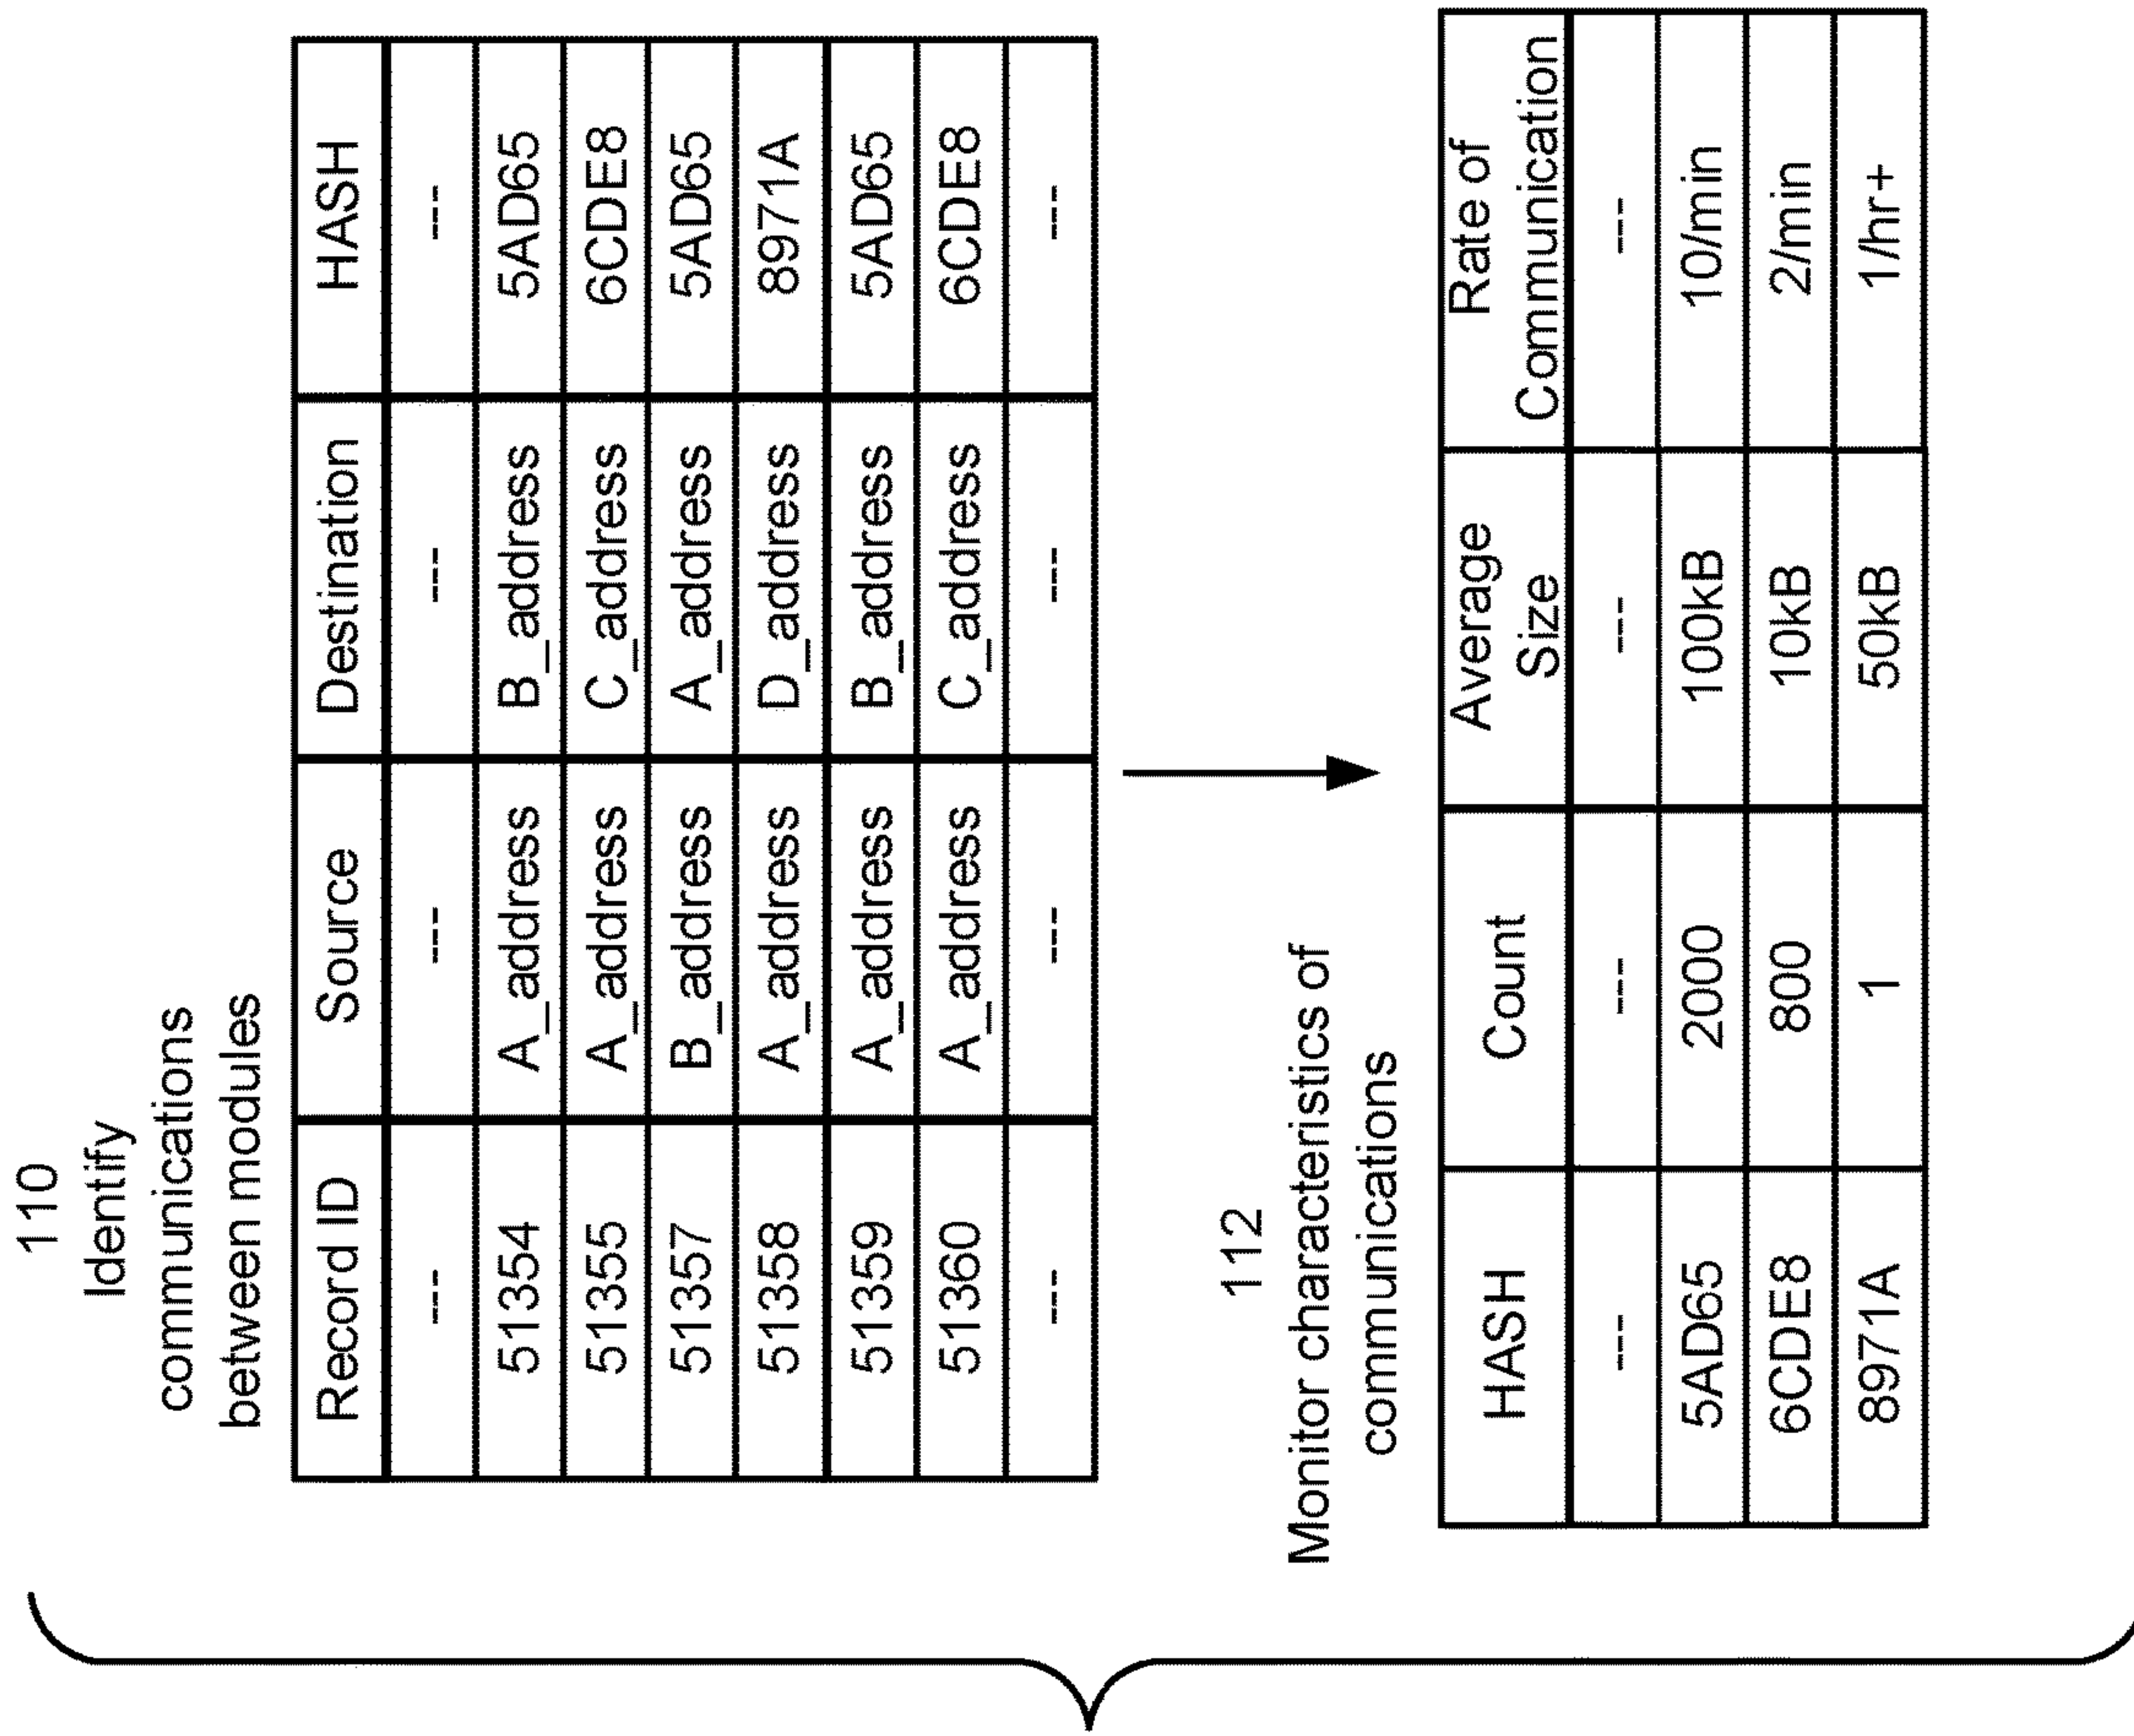 110
Identify
communications
between modules
Record ID Source Destination HASH
--- --- --- ---
51354 A_address B_address 5AD65
51355 A_address C_address 6CDE8
51357 B_address A_address 5AD65
51358 A_address D_address 8971A
51359 A_address B_address 5AD65
51360 A_address C_address 6CDE8
--- --- --- ---
112
Monitor characteristics of
communications
HASH Count Average Size Rate of Communication
--- --- --- ---
5AD65 2000 100kB 10/min
6CDE8 800 10kB 2/min
8971A 1 50kB 1/hr+